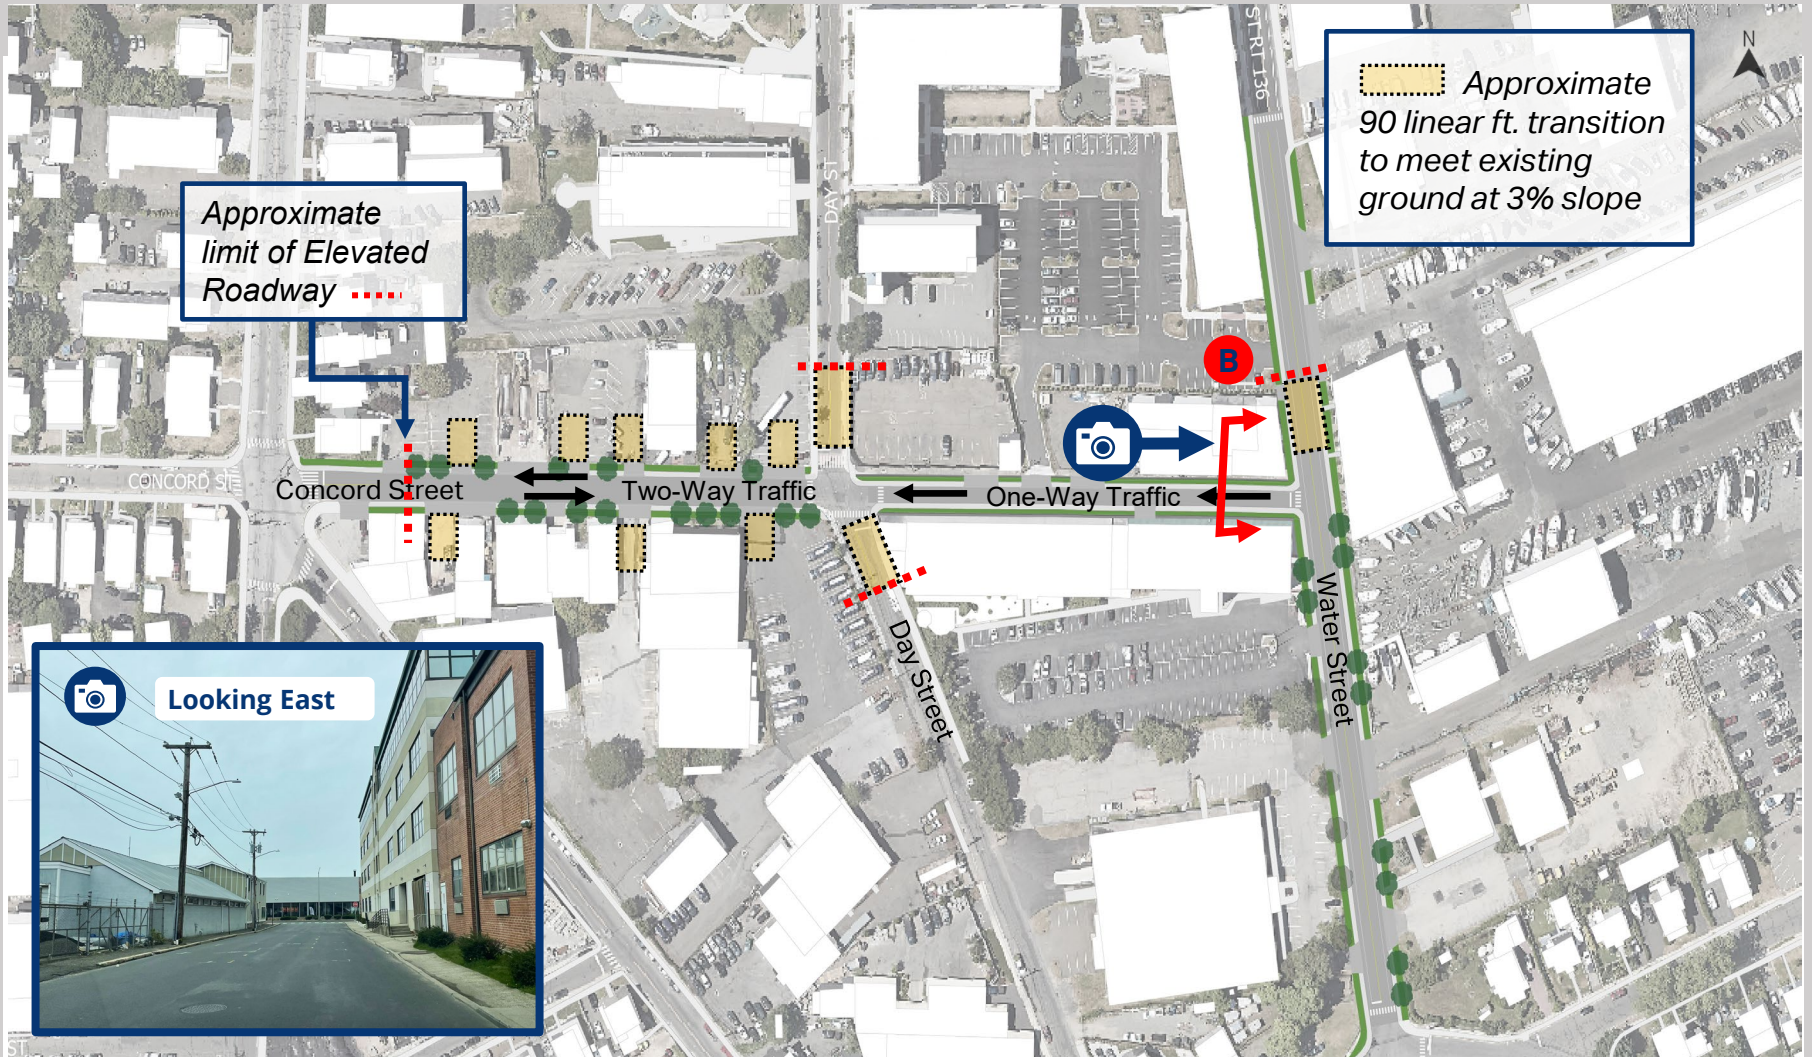 ST RT 136
N
Approximate
90 linear ft. transition
to meet existing
ground at 3% slope
Approximate
limit of Elevated
Roadway
DAY ST
B
CONCORD ST
Concord Street
Two-Way Traffic
One-Way Traffic
Water Street
Day Street
Looking East
ST